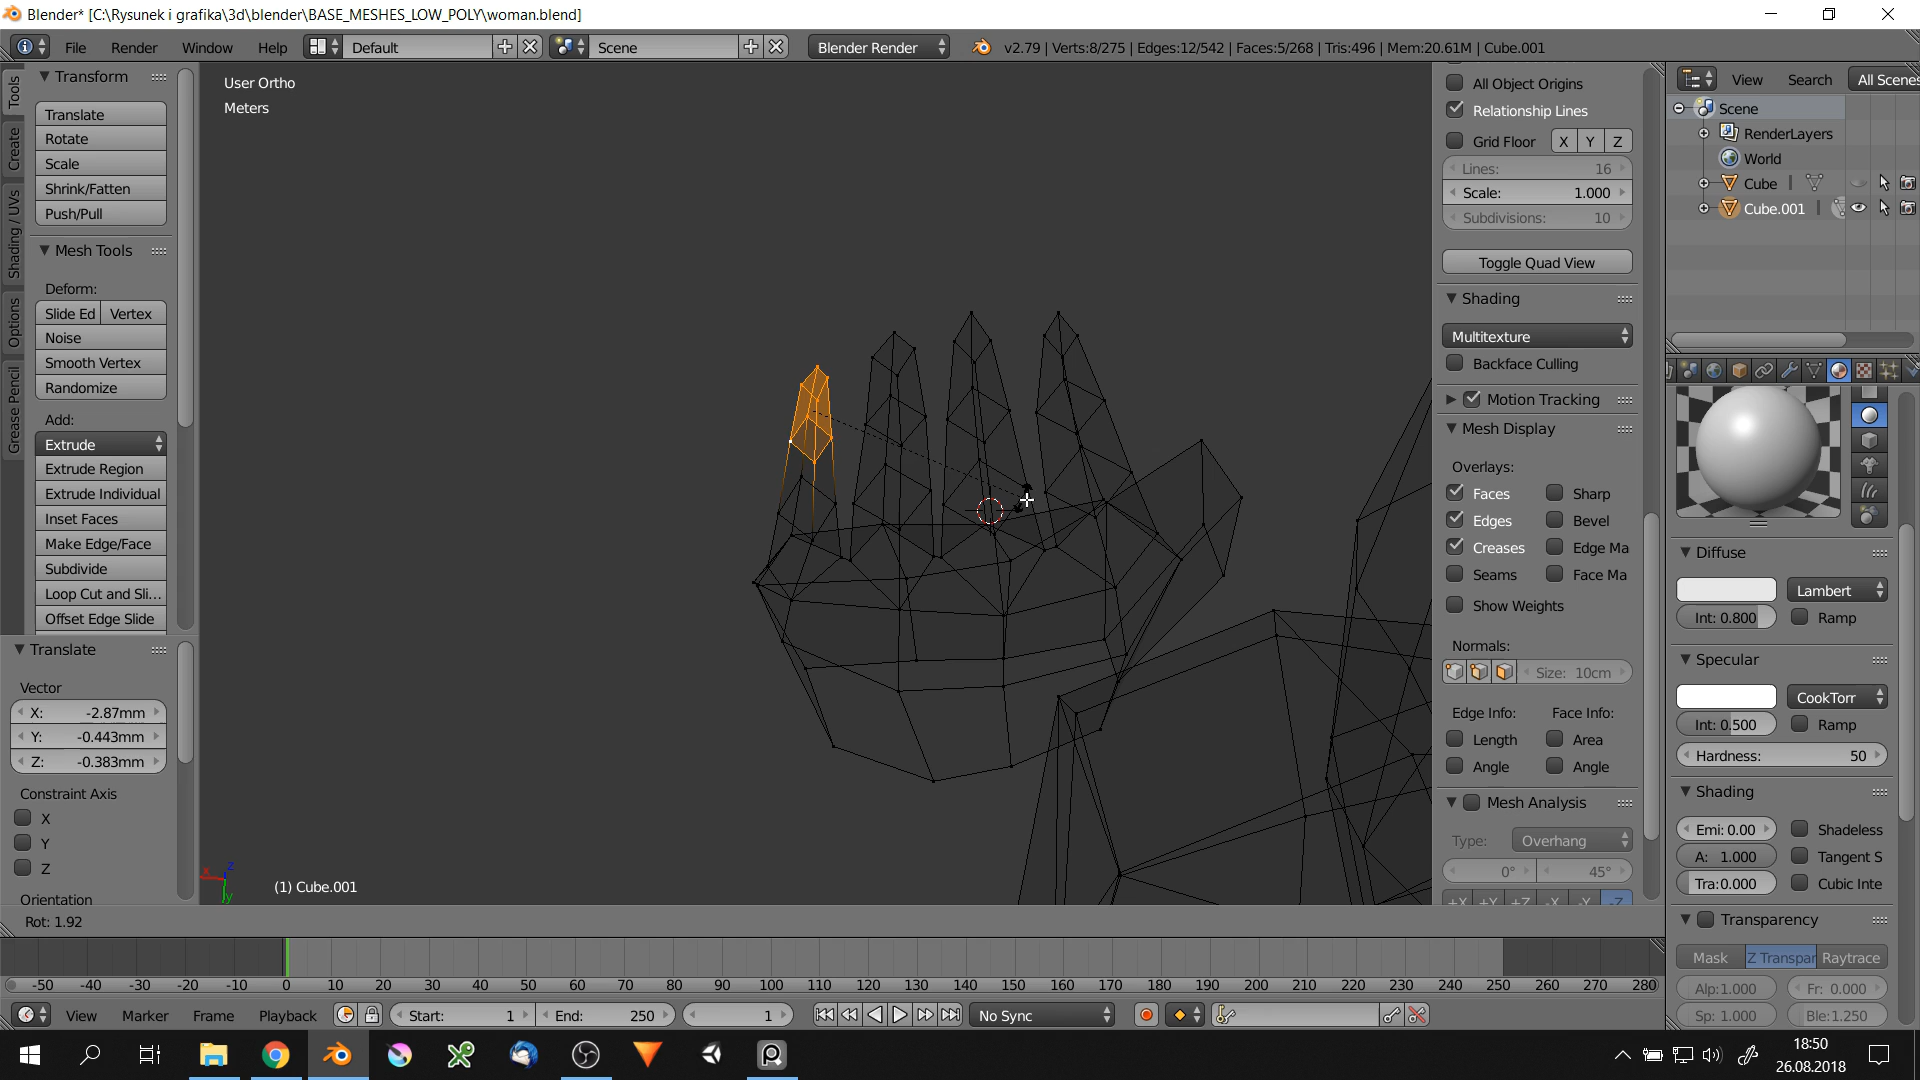 Blender* [C:\Rysunek i grafika\3d\blender\BASE_MESHES_LOW_POLY\woman.blend]
File Render Window Help Default Scene Blender Render v2.79 | Verts:8/275 | Edges:12/542 | Faces:5/268 | Tris:496 | Mem:20.61M | Cube.001
Tools
Create
Shading / UVs
Options
Grease Pencil
Transform
Translate
Rotate
Scale
Shrink/Fatten
Push/Pull
Mesh Tools
Deform:
Slide Ed Vertex
Noise
Smooth Vertex
Randomize
Add:
Extrude
Extrude Region
Extrude Individual
Inset Faces
Make Edge/Face
Subdivide
Loop Cut and Sli...
Offset Edge Slide
Translate
Vector
X: -2.87mm
Y: -0.443mm
Z: -0.383mm
Constraint Axis
X
Y
Z
Orientation
User Ortho
Meters
(1) Cube.001
Rot: 1.92
All Object Origins
Relationship Lines
Grid Floor X Y Z
Lines: 16
Scale: 1.000
Subdivisions: 10
Toggle Quad View
Shading
Multitexture
Backface Culling
Motion Tracking
Mesh Display
Overlays:
Faces Sharp
Edges Bevel
Creases Edge Ma
Seams Face Ma
Show Weights
Normals:
Size: 10cm
Edge Info: Face Info:
Length Area
Angle Angle
Mesh Analysis
Type: Overhang
0° 45°
+X +Y +Z -X -Y -Z
View Search All Scenes
Scene
RenderLayers
World
Cube
Cube.001
Diffuse
Lambert
Int: 0.800 Ramp
Specular
CookTorr
Int: 0.500 Ramp
Hardness: 50
Shading
Emi: 0.00 Shadeless
A: 1.000 Tangent S
Tra:0.000 Cubic Inte
Transparency
Mask Z Transpar Raytrace
Alp:1.000 Fr: 0.000
Sp: 1.000 Ble:1.250
-50 -40 -30 -20 -10 0 10 20 30 40 50 60 70 80 90 100 110 120 130 140 150 160 170 180 190 200 210 220 230 240 250 260 270 280
View Marker Frame Playback Start: 1 End: 250 1 No Sync
18:50
26.08.2018